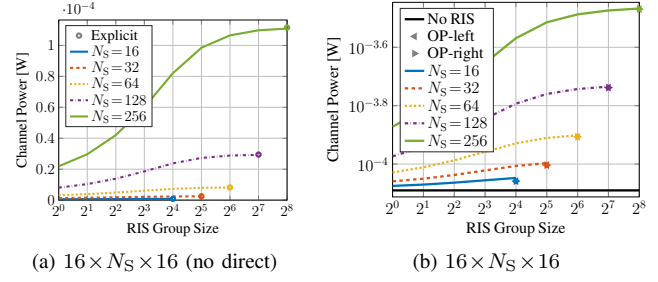 ·10⁻⁴
Channel Power [W]
1
0.8
0.6
0.4
0.2
0
Explicit
N_S = 16
N_S = 32
N_S = 64
N_S = 128
N_S = 256
2⁰ 2¹ 2² 2³ 2⁴ 2⁵ 2⁶ 2⁷ 2⁸
RIS Group Size
(a) 16 × N_S × 16 (no direct)
Channel Power [W]
10⁻³·⁶
10⁻³·⁸
10⁻⁴
No RIS
OP-left
OP-right
N_S = 16
N_S = 32
N_S = 64
N_S = 128
N_S = 256
2⁰ 2¹ 2² 2³ 2⁴ 2⁵ 2⁶ 2⁷ 2⁸
RIS Group Size
(b) 16 × N_S × 16